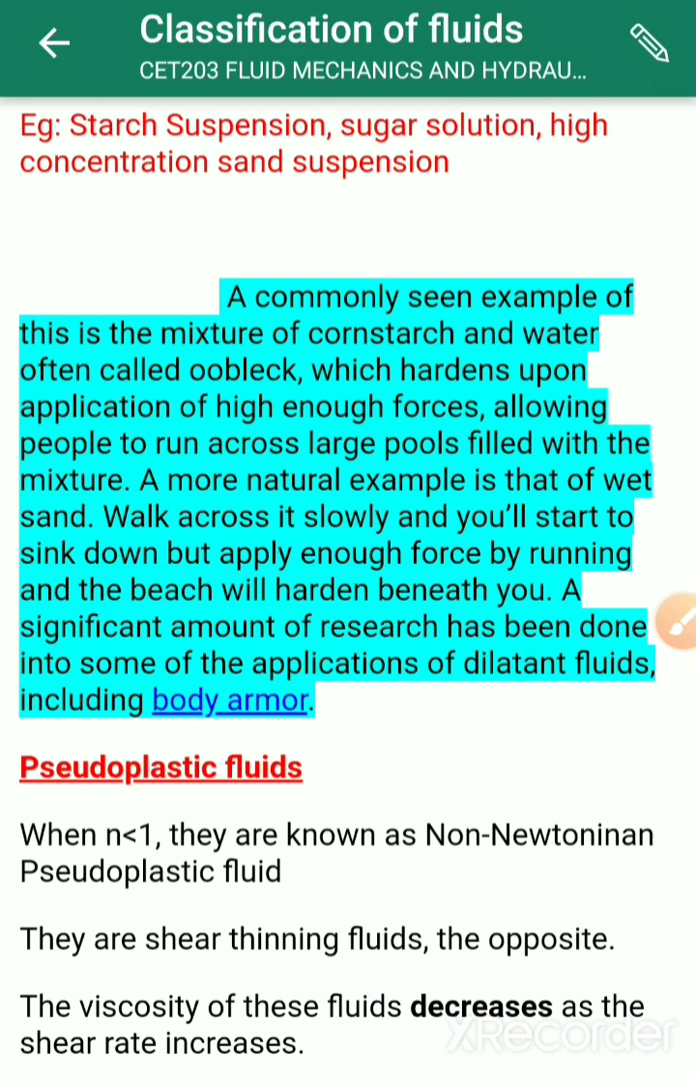 Classification of fluids
CET203 FLUID MECHANICS AND HYDRAU...
Eg: Starch Suspension, sugar solution, high
concentration sand suspension
A commonly seen example of
this is the mixture of cornstarch and water
often called oobleck, which hardens upon
application of high enough forces, allowing
people to run across large pools filled with the
mixture. A more natural example is that of wet
sand. Walk across it slowly and you'll start to
sink down but apply enough force by running
and the beach will harden beneath you. A
significant amount of research has been done
into some of the applications of dilatant fluids,
including body armor.
Pseudoplastic fluids
When n<1, they are known as Non-Newtoninan
Pseudoplastic fluid
They are shear thinning fluids, the opposite.
The viscosity of these fluids decreases as the
shear rate increases.
XRecorder